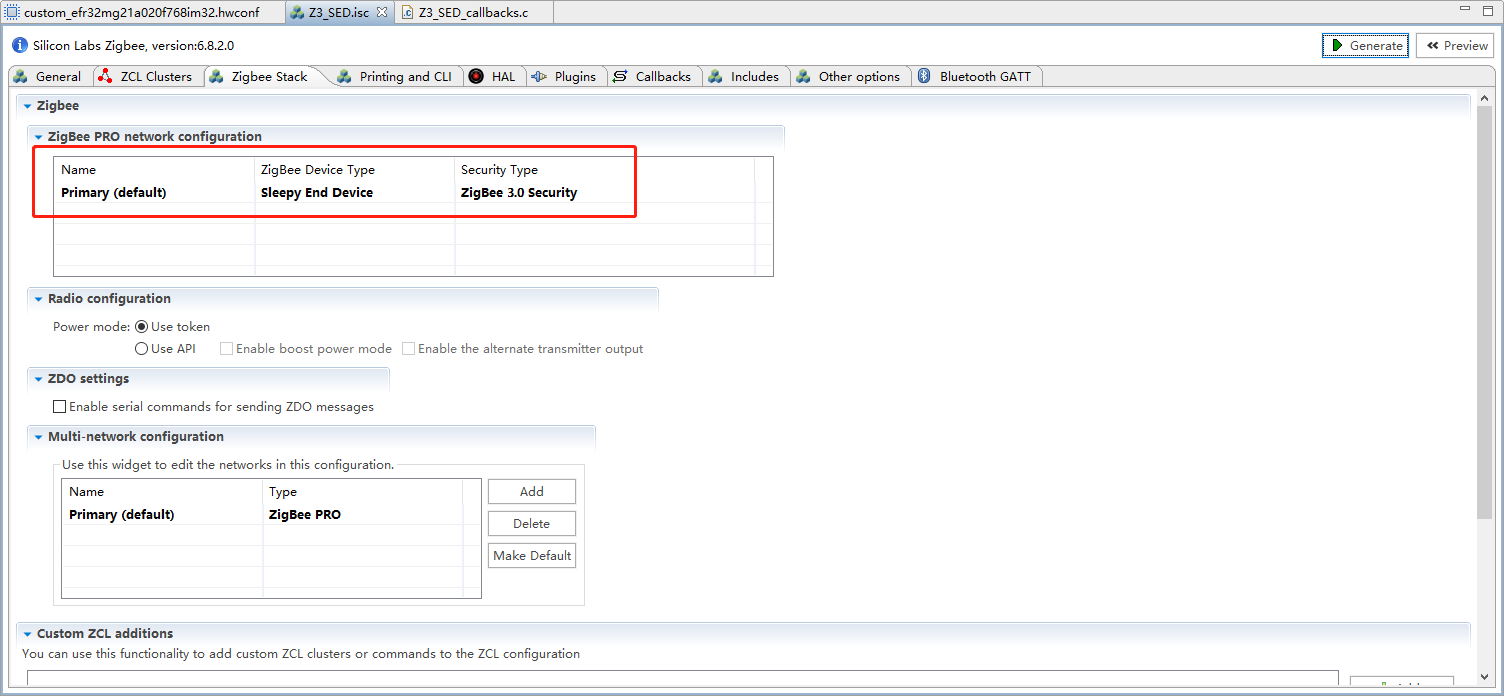 custom_efr32mg21a020f768im32.hwconf Z3_SED.isc Z3_SED_callbacks.c
Silicon Labs Zigbee, version:6.8.2.0 Generate Preview
General ZCL Clusters Zigbee Stack Printing and CLI HAL Plugins Callbacks Includes Other options Bluetooth GATT
Zigbee
ZigBee PRO network configuration
Name ZigBee Device Type Security Type
Primary (default) Sleepy End Device ZigBee 3.0 Security
Radio configuration
Power mode: Use token
Use API Enable boost power mode Enable the alternate transmitter output
ZDO settings
Enable serial commands for sending ZDO messages
Multi-network configuration
Use this widget to edit the networks in this configuration.
Name Type Add
Primary (default) ZigBee PRO Delete
Make Default
Custom ZCL additions
You can use this functionality to add custom ZCL clusters or commands to the ZCL configuration